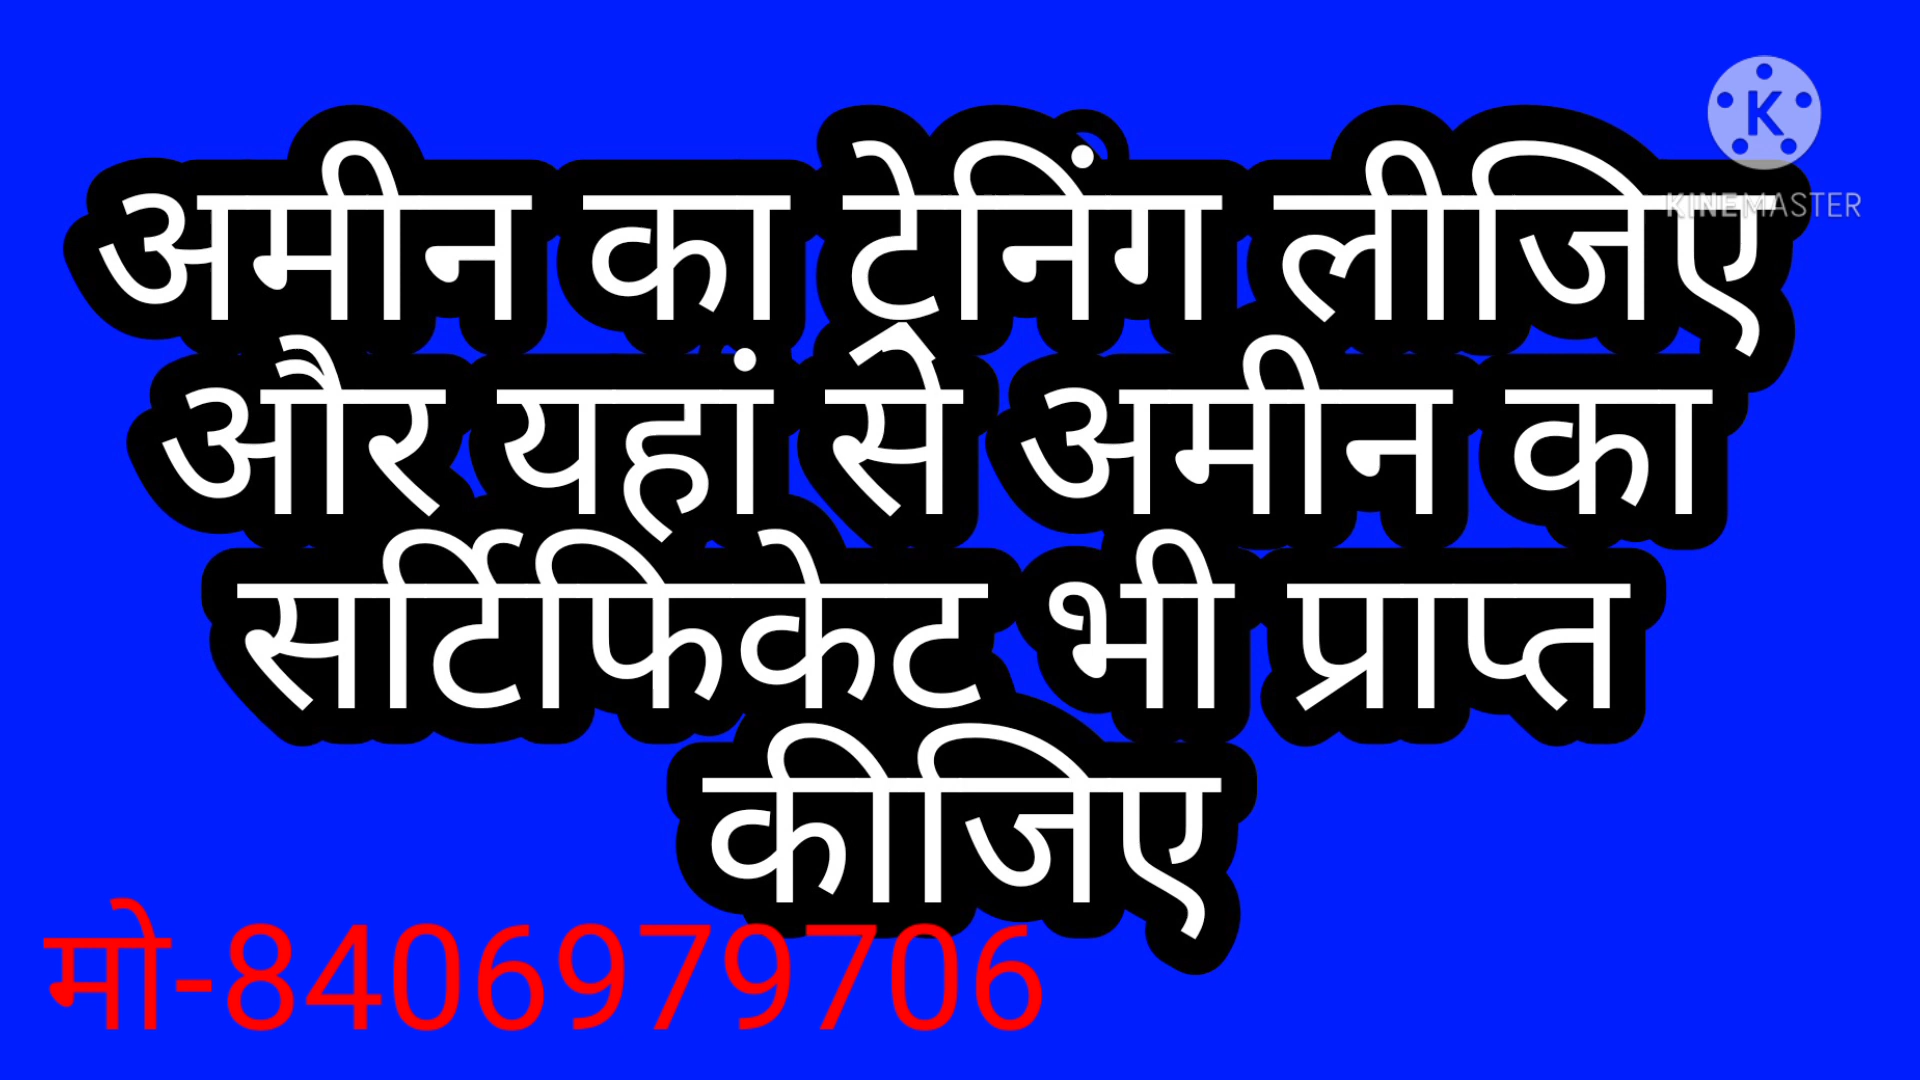 अमीन का ट्रेनिंग लीजिए
और यहां से अमीन का
सर्टिफिकेट भी प्राप्त
कीजिए
मो-8406979706
KINEMASTER